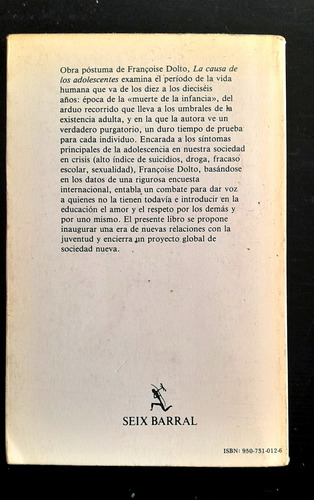 Obra póstuma de Françoise Dolto, La causa de
los adolescentes examina el período de la vida
humana que va de los diez a los dieciséis
años: época de la «muerte de la infancia», del
arduo recorrido que lleva a los umbrales de la
existencia adulta, y en la que la autora ve un
verdadero purgatorio, un duro tiempo de prueba
para cada individuo. Encarada a los síntomas
principales de la adolescencia en nuestra sociedad
en crisis (alto índice de suicidios, droga, fracaso
escolar, sexualidad), Françoise Dolto, basándose
en los datos de una rigurosa encuesta
internacional, entabla un combate para dar voz
a quienes no la tienen todavía e introducir en la
educación el amor y el respeto por los demás y
por uno mismo. El presente libro se propone
inaugurar una era de nuevas relaciones con la
juventud y encierra un proyecto global de
sociedad nueva.
SEIX BARRAL
ISBN: 950-731-012-6